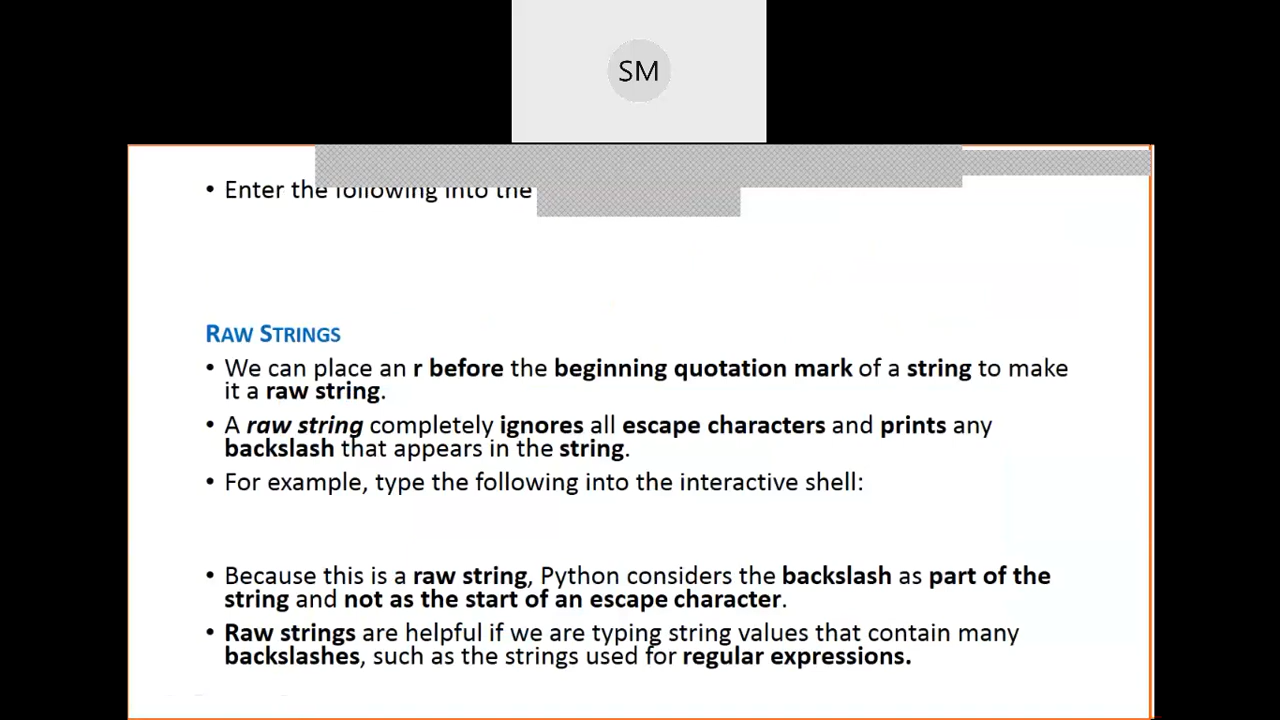 SM
• Enter the following into the
RAW STRINGS
• We can place an r before the beginning quotation mark of a string to make
it a raw string.
• A raw string completely ignores all escape characters and prints any
backslash that appears in the string.
• For example, type the following into the interactive shell:
• Because this is a raw string, Python considers the backslash as part of the
string and not as the start of an escape character.
• Raw strings are helpful if we are typing string values that contain many
backslashes, such as the strings used for regular expressions.